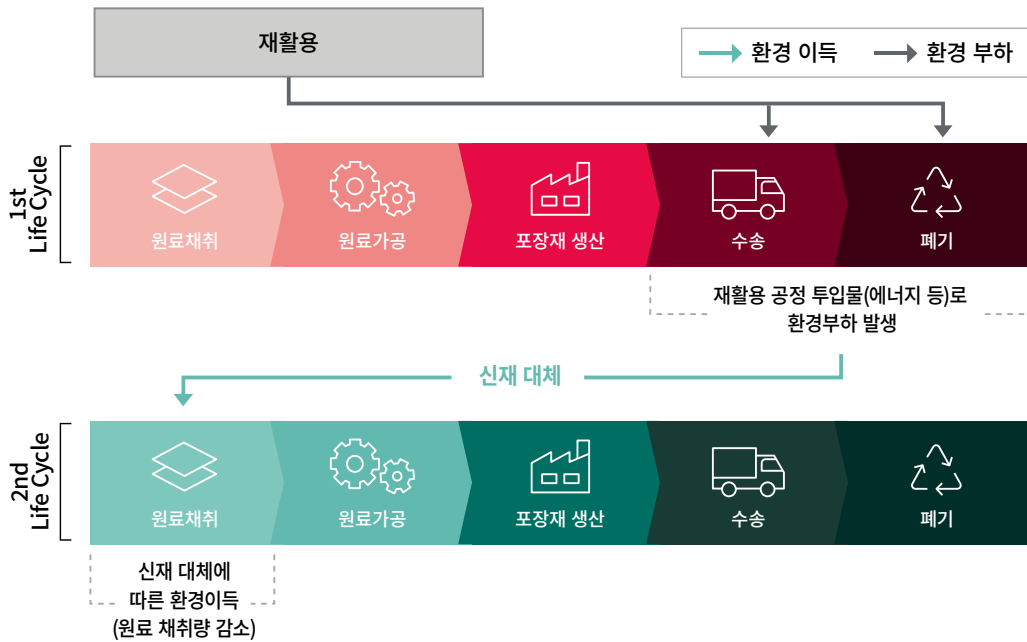 재활용
환경 이득
환경 부하
1st
Life Cycle
원료채취
원료가공
포장재 생산
수송
폐기
재활용 공정 투입물(에너지 등)로
환경부하 발생
신재 대체
2nd
Life Cycle
원료채취
원료가공
포장재 생산
수송
폐기
신재 대체에
따른 환경이득
(원료 채취량 감소)